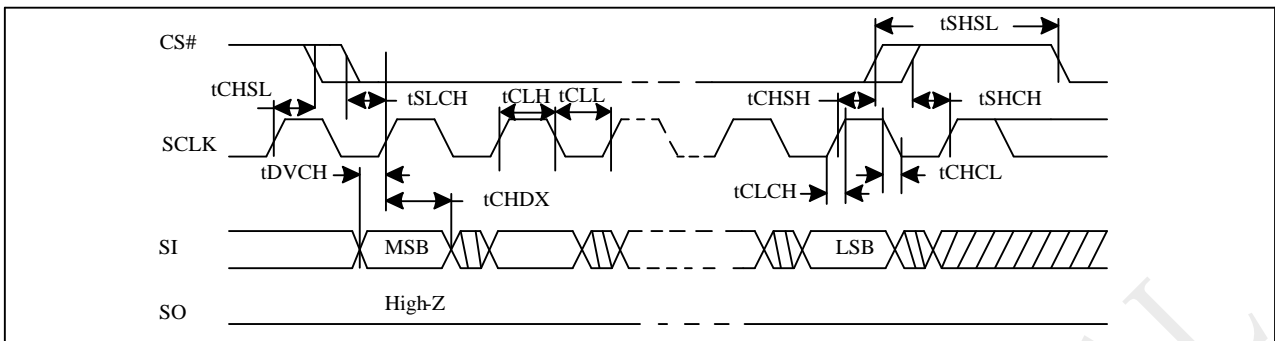 tSHSL
CS#
tCHSL
tSLCH
tCLH
tCLL
tCHSH
tSHCH
SCLK
tDVCH
tCHDX
tCLCH
tCHCL
SI
MSB
LSB
SO
High-Z